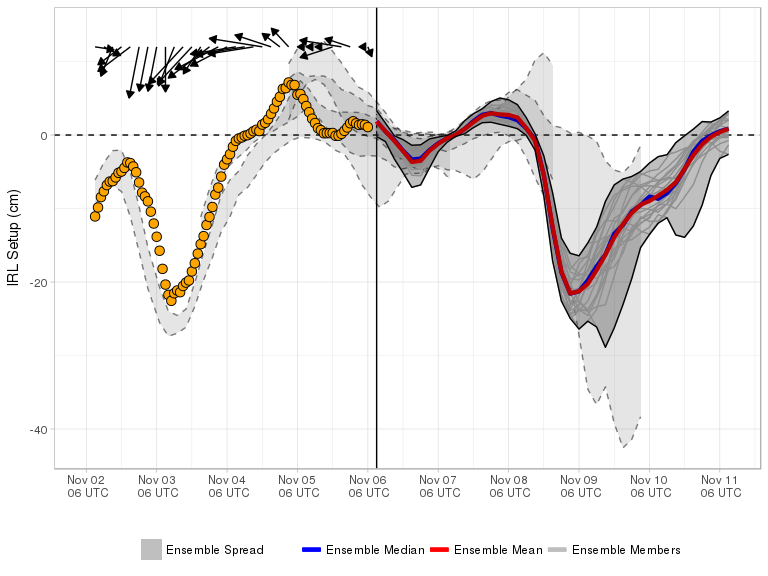 IRL Setup (cm)
0
-20
-40
Nov 02 Nov 03 Nov 04 Nov 05 Nov 06 Nov 07 Nov 08 Nov 09 Nov 10 Nov 11
06 UTC 06 UTC 06 UTC 06 UTC 06 UTC 06 UTC 06 UTC 06 UTC 06 UTC 06 UTC
Ensemble Spread Ensemble Median Ensemble Mean Ensemble Members